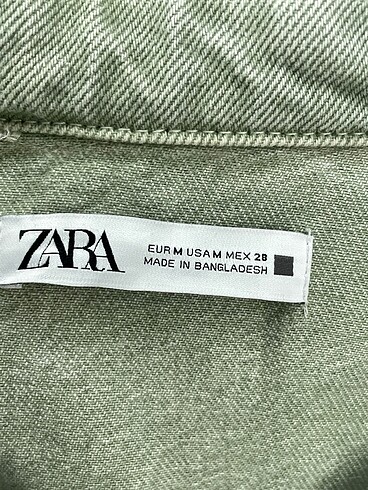 ZARA
EUR M USA M MEX 28
MADE IN BANGLADESH